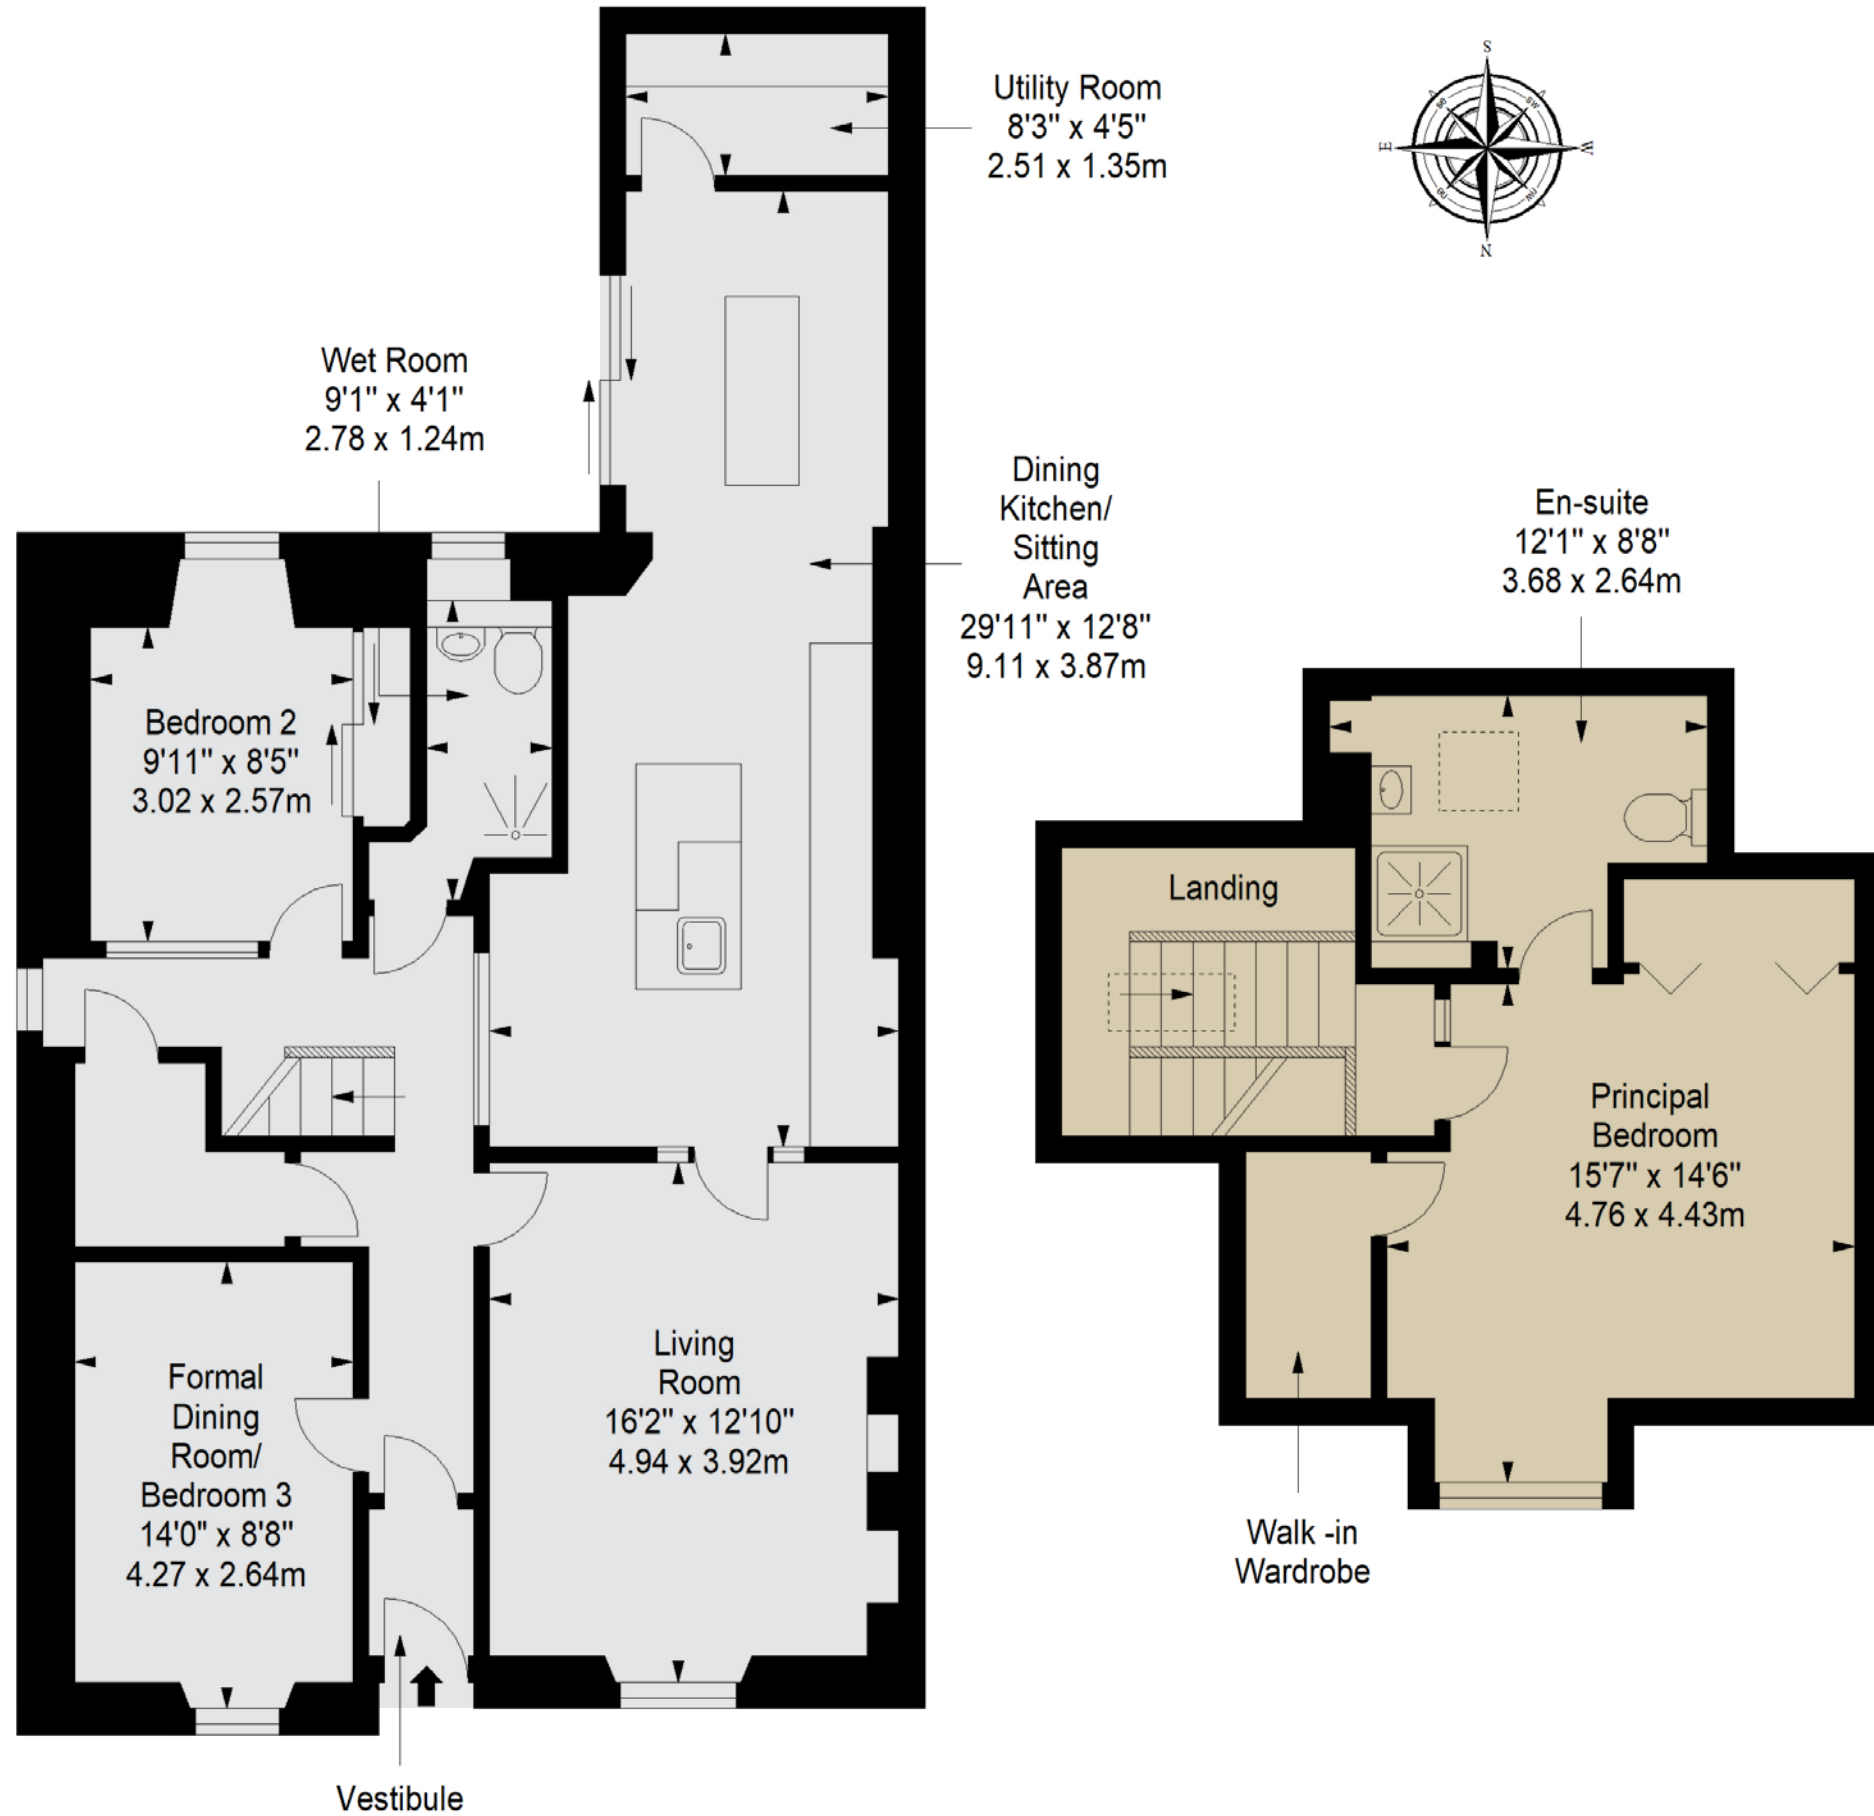 Utility Room
8'3" x 4'5"
2.51 x 1.35m
S
se
sw
E
W
ne
nw
N
Wet Room
9'1" x 4'1"
2.78 x 1.24m
Dining
Kitchen/
Sitting
Area
29'11" x 12'8"
9.11 x 3.87m
En-suite
12'1" x 8'8"
3.68 x 2.64m
Bedroom 2
9'11" x 8'5"
3.02 x 2.57m
Landing
Principal
Bedroom
15'7" x 14'6"
4.76 x 4.43m
Living
Room
16'2" x 12'10"
4.94 x 3.92m
Formal
Dining
Room/
Bedroom 3
14'0" x 8'8"
4.27 x 2.64m
Walk -in
Wardrobe
Vestibule